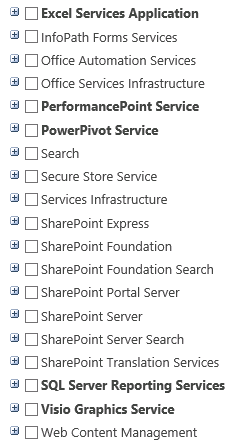 Excel Services Application
InfoPath Forms Services
Office Automation Services
Office Services Infrastructure
PerformancePoint Service
PowerPivot Service
Search
Secure Store Service
Services Infrastructure
SharePoint Express
SharePoint Foundation
SharePoint Foundation Search
SharePoint Portal Server
SharePoint Server
SharePoint Server Search
SharePoint Translation Services
SQL Server Reporting Services
Visio Graphics Service
Web Content Management